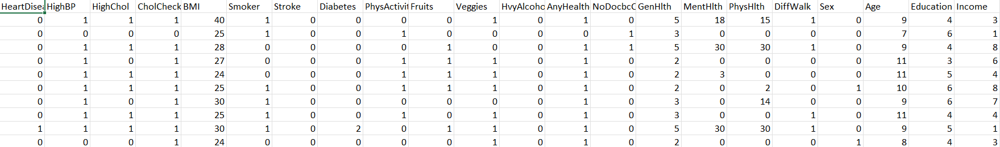 HeartDisea HighBP HighChol CholCheck BMI Smoker Stroke Diabetes PhysActivit Fruits Veggies HvyAlcoho AnyHealth NoDocbcC GenHlth MentHlth PhysHlth DiffWalk Sex Age Education Income
0 1 1 1 40 1 0 0 0 0 1 0 1 0 5 18 15 1 0 9 4 3
0 0 0 0 25 1 0 0 1 0 0 0 0 1 3 0 0 0 0 7 6 1
0 1 1 1 28 0 0 0 0 1 0 0 1 1 5 30 30 1 0 9 4 8
0 1 0 1 27 0 0 0 1 1 1 0 1 0 2 0 0 0 0 11 3 6
0 1 1 1 24 0 0 0 1 1 1 0 1 0 2 3 0 0 0 11 5 4
0 1 1 1 25 1 0 0 1 1 1 0 1 0 2 0 2 0 1 10 6 8
0 1 0 1 30 1 0 0 0 0 0 0 1 0 3 0 14 0 0 9 6 7
0 1 1 1 25 1 0 0 1 0 1 0 1 0 3 0 0 1 0 11 4 4
1 1 1 1 30 1 0 2 0 1 1 0 1 0 5 30 30 1 0 9 5 1
0 0 0 1 24 0 0 0 0 0 1 0 1 0 2 0 0 0 1 8 4 3